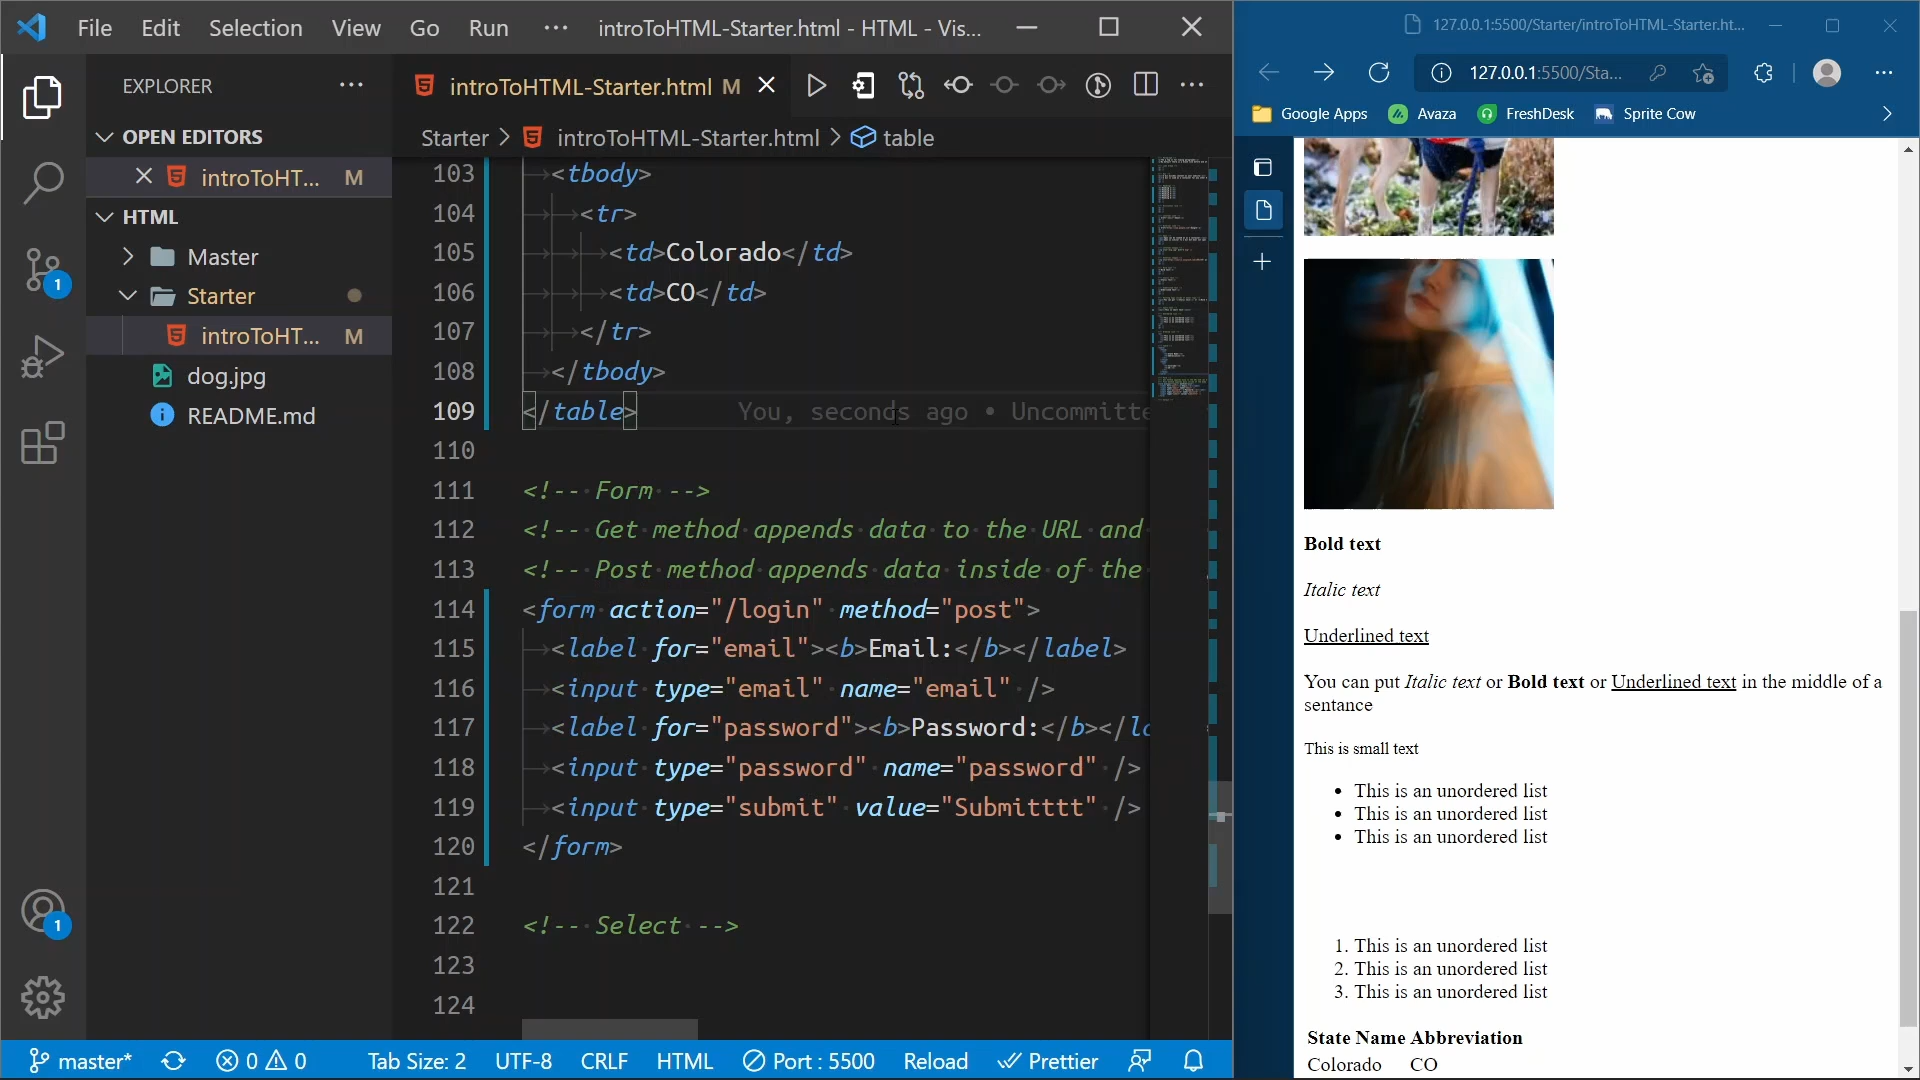 File Edit Selection View Go Run ··· introToHTML-Starter.html - HTML - Vis...
EXPLORER ···
OPEN EDITORS
introToHT... M
HTML
Master
Starter
introToHT... M
dog.jpg
README.md
1
1
introToHTML-Starter.html M
Starter > introToHTML-Starter.html > table
103 <tbody>
104 <tr>
105 <td>Colorado</td>
106 <td>CO</td>
107 </tr>
108 </tbody>
109 </table> You, seconds ago • Uncommitte
110
111 <!-- Form -->
112 <!-- Get method appends data to the URL and
113 <!-- Post method appends data inside of the
114 <form action="/login" method="post">
115 <label for="email"><b>Email:</b></label>
116 <input type="email" name="email" />
117 <label for="password"><b>Password:</b></la
118 <input type="password" name="password" />
119 <input type="submit" value="Submitttt" />
120 </form>
121
122 <!-- Select -->
123
124
master* 0 0 Tab Size: 2 UTF-8 CRLF HTML Port : 5500 Reload Prettier
127.0.0.1:5500/Starter/introToHTML-Starter.ht...
127.0.0.1:5500/Sta...
Google Apps Avaza FreshDesk Sprite Cow
Bold text
Italic text
Underlined text
You can put Italic text or Bold text or Underlined text in the middle of a
sentance
This is small text
• This is an unordered list
• This is an unordered list
• This is an unordered list
1. This is an unordered list
2. This is an unordered list
3. This is an unordered list
State Name Abbreviation
Colorado CO